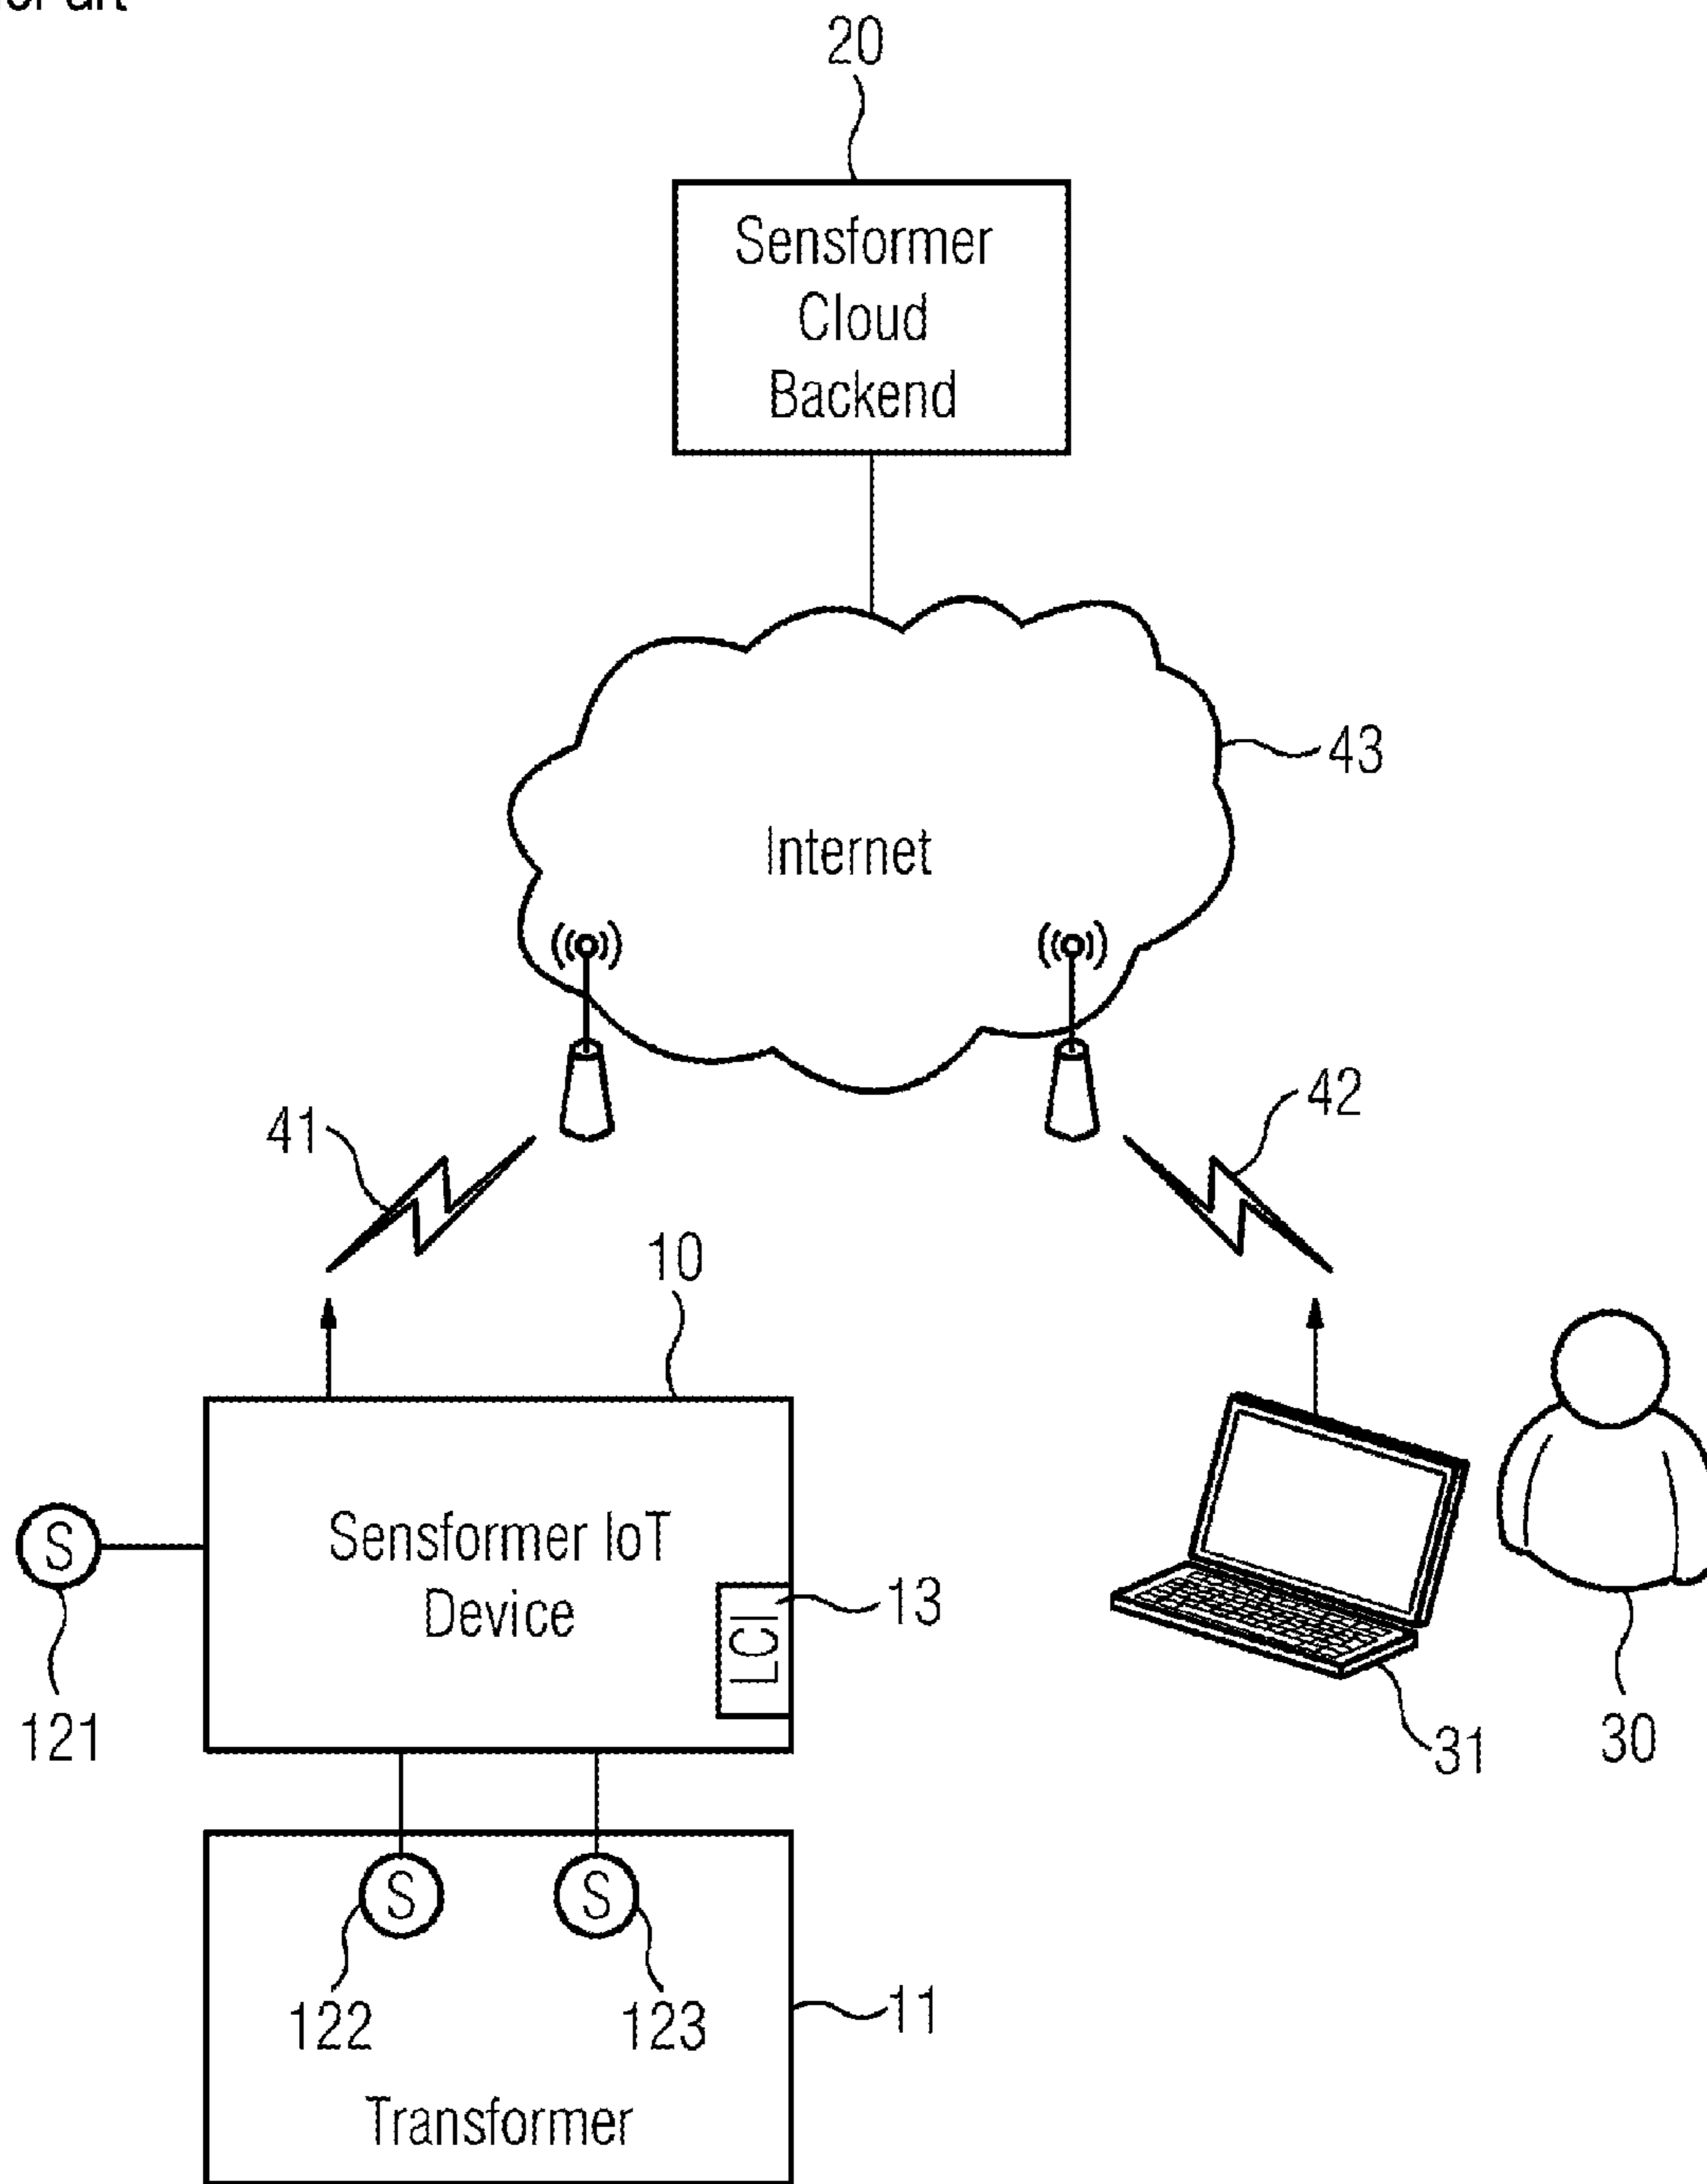 art
20
Sensformer
Cloud
Backend
43
Internet
41
42
10
Sensformer IoT
Device
S
LCI
13
121
31
30
S
S
122
123
11
Transformer